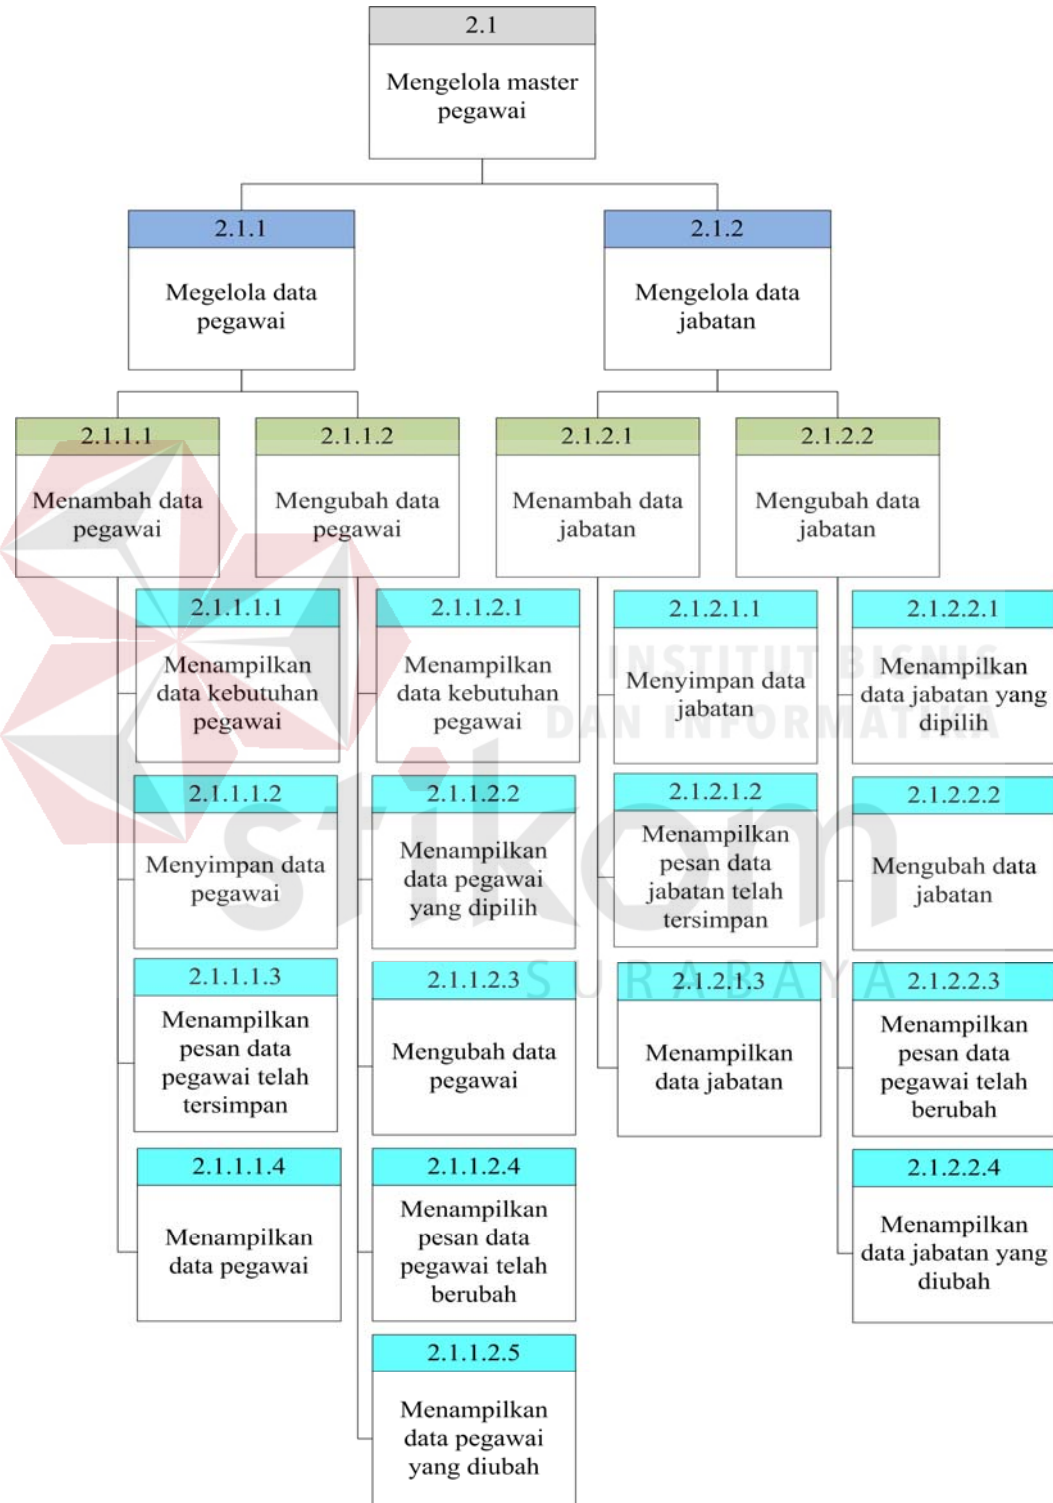 2.1
Mengelola master
pegawai
2.1.1
Megelola data
pegawai
2.1.2
Mengelola data
jabatan
2.1.1.1
Menambah data
pegawai
2.1.1.2
Mengubah data
pegawai
2.1.2.1
Menambah data
jabatan
2.1.2.2
Mengubah data
jabatan
2.1.1.1.1
Menampilkan
data kebutuhan
pegawai
2.1.1.1.2
Menyimpan data
pegawai
2.1.1.1.3
Menampilkan
pesan data
pegawai telah
tersimpan
2.1.1.1.4
Menampilkan
data pegawai
2.1.1.2.1
Menampilkan
data kebutuhan
pegawai
2.1.1.2.2
Menampilkan
data pegawai
yang dipilih
2.1.1.2.3
Mengubah data
pegawai
2.1.1.2.4
Menampilkan
pesan data
pegawai telah
berubah
2.1.1.2.5
Menampilkan
data pegawai
yang diubah
2.1.2.1.1
Menyimpan data
jabatan
2.1.2.1.2
Menampilkan
pesan data
jabatan telah
tersimpan
2.1.2.1.3
Menampilkan
data jabatan
2.1.2.2.1
Menampilkan
data jabatan yang
dipilih
2.1.2.2.2
Mengubah data
jabatan
2.1.2.2.3
Menampilkan
pesan data
pegawai telah
berubah
2.1.2.2.4
Menampilkan
data jabatan yang
diubah
INSTITUT BISNIS
DAN INFORMATIKA
stikom
SURABAYA